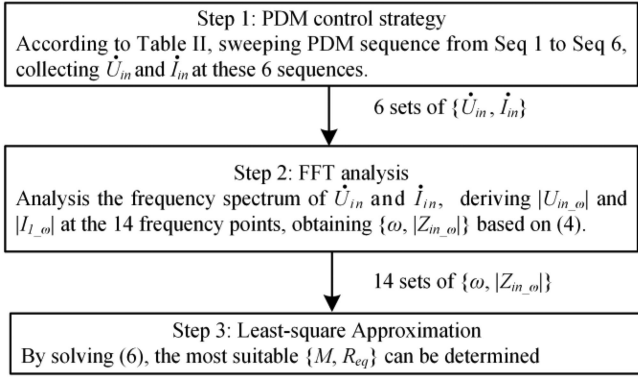 Step 1: PDM control strategy
According to Table II, sweeping PDM sequence from Seq 1 to Seq 6,
collecting U̇in and İin at these 6 sequences.
6 sets of {U̇in, İin}
Step 2: FFT analysis
Analysis the frequency spectrum of U̇in and İin, deriving |Uin_ω| and
|I1_ω| at the 14 frequency points, obtaining {ω, |Zin_ω|} based on (4).
14 sets of {ω, |Zin_ω|}
Step 3: Least-square Approximation
By solving (6), the most suitable {M, Req} can be determined